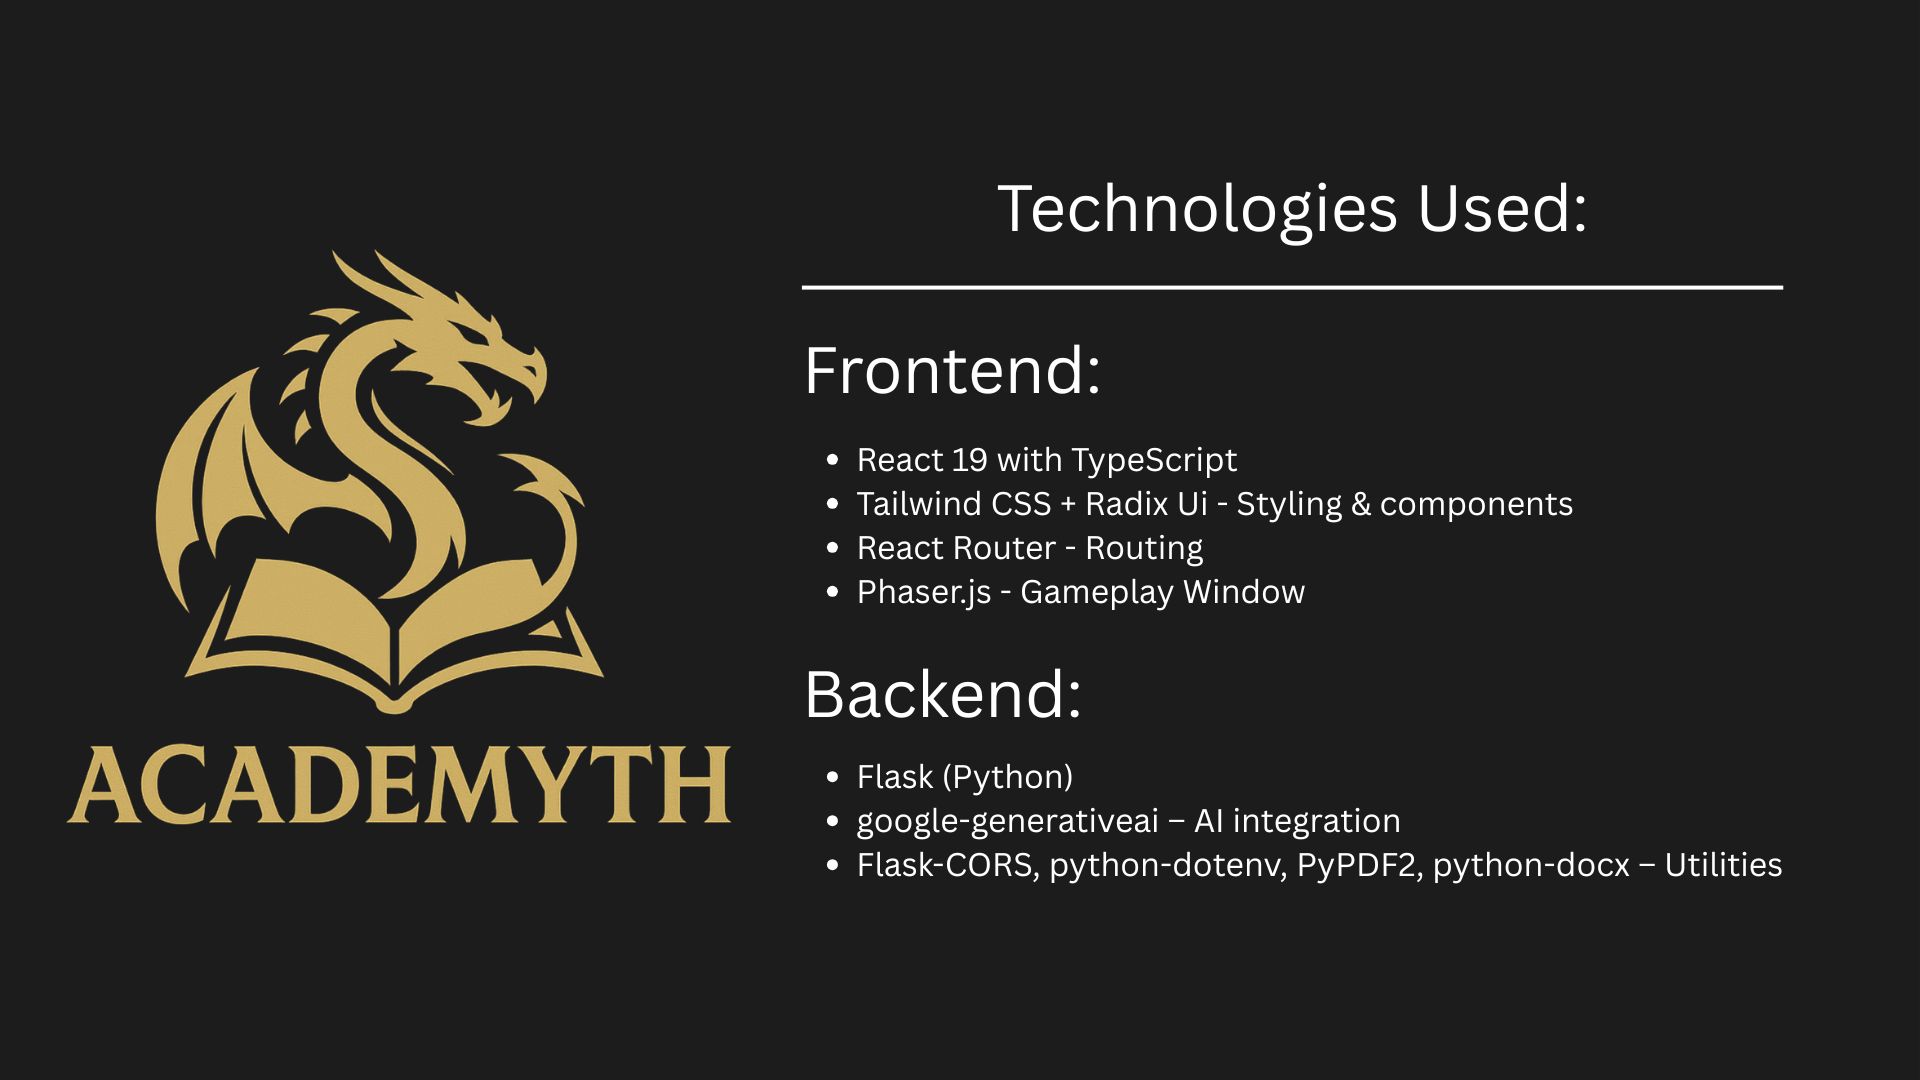 ACADEMYTH
Technologies Used:
Frontend:
• React 19 with TypeScript
• Tailwind CSS + Radix Ui - Styling & components
• React Router - Routing
• Phaser.js - Gameplay Window
Backend:
• Flask (Python)
• google-generativeai – AI integration
• Flask-CORS, python-dotenv, PyPDF2, python-docx – Utilities